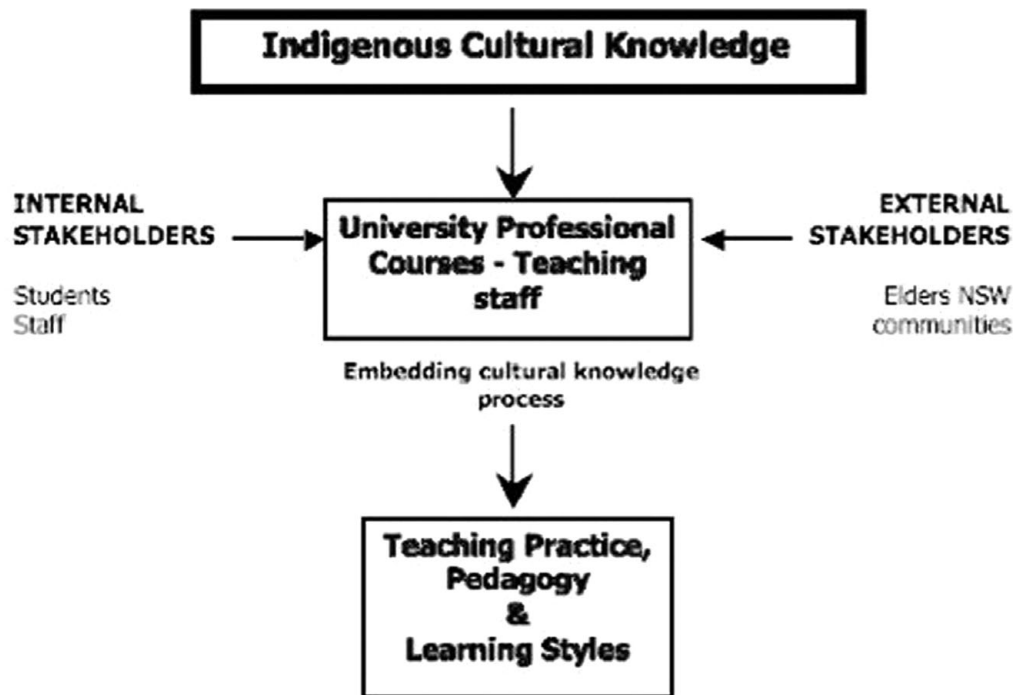 Indigenous Cultural Knowledge
INTERNAL
STAKEHOLDERS
Students
Staff
University Professional
Courses - Teaching
staff
EXTERNAL
STAKEHOLDERS
Elders NSW
communities
Embedding cultural knowledge
process
Teaching Practice,
Pedagogy
&
Learning Styles